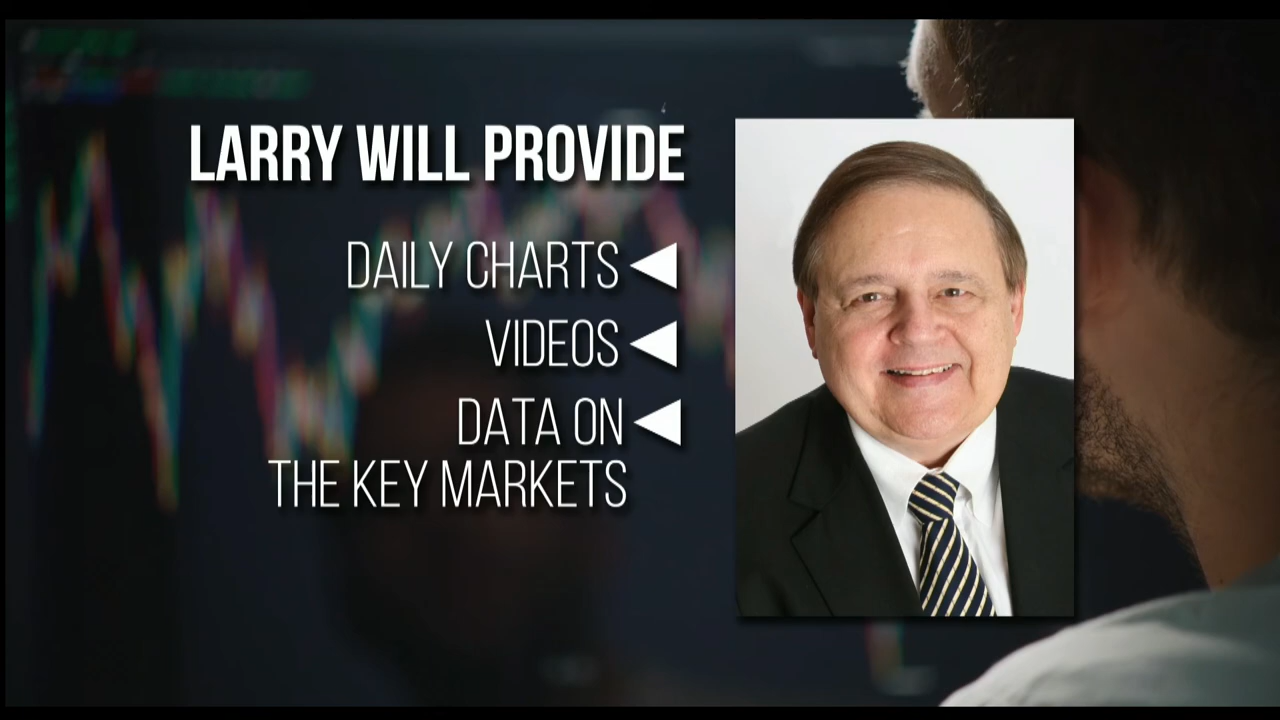 LARRY WILL PROVIDE
DAILY CHARTS
VIDEOS
DATA ON
THE KEY MARKETS